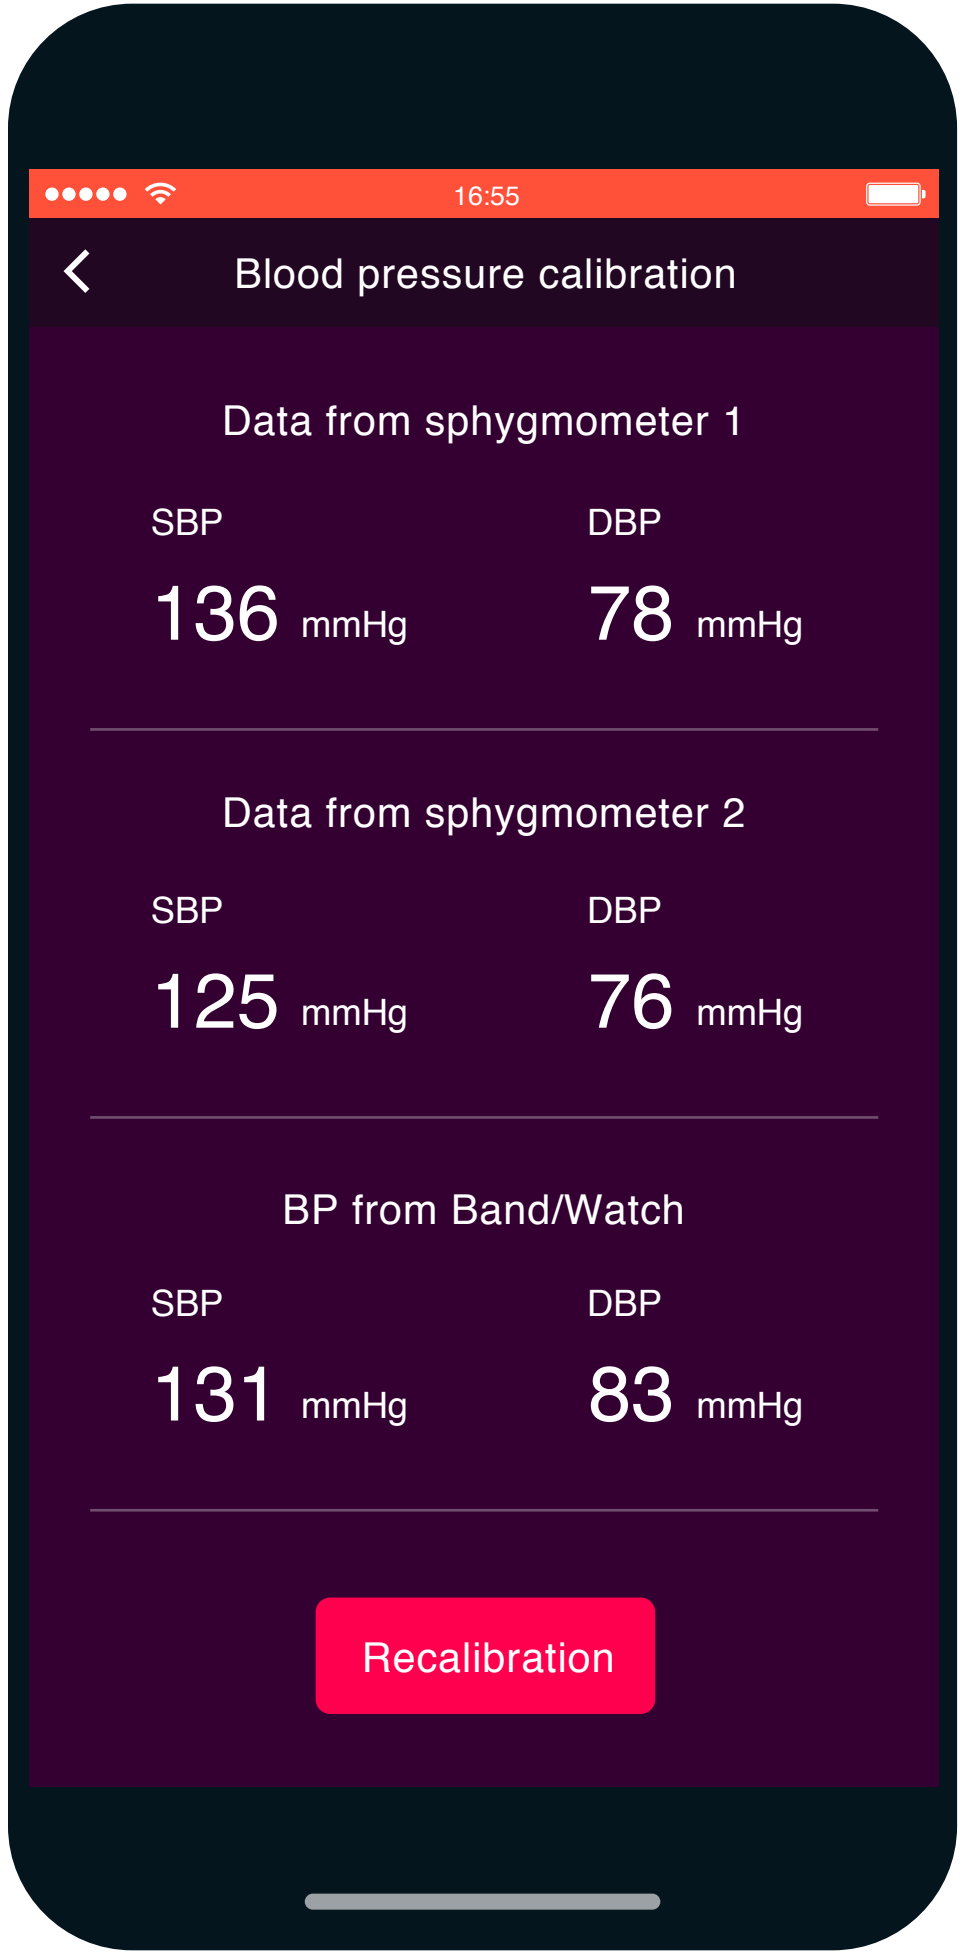 16:55
Blood pressure calibration
Data from sphygmometer 1
SBP DBP
136 mmHg 78 mmHg
Data from sphygmometer 2
SBP DBP
125 mmHg 76 mmHg
BP from Band/Watch
SBP DBP
131 mmHg 83 mmHg
Recalibration